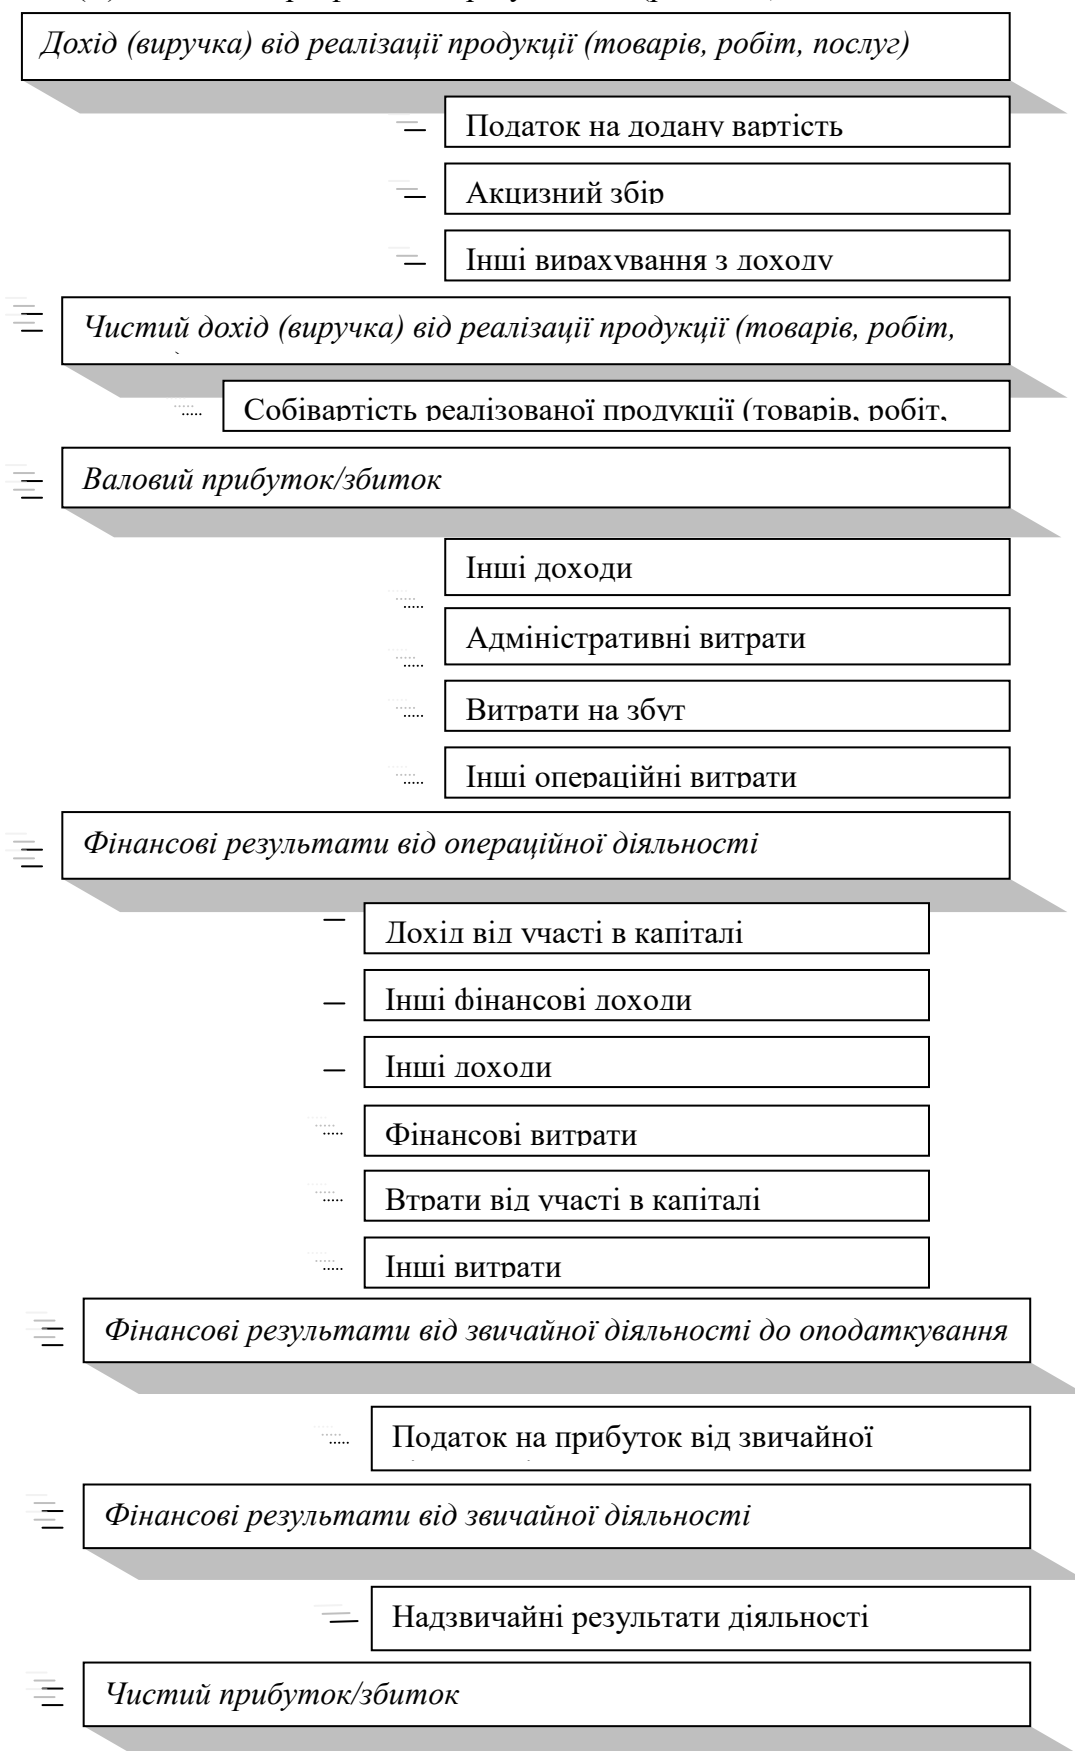 Дохід (виручка) від реалізації продукції (товарів, робіт, послуг)
Податок на додану вартість
Акцизний збір
Інші вирахування з доходу
Чистий дохід (виручка) від реалізації продукції (товарів, робіт,
Собівартість реалізованої продукції (товарів, робіт,
Валовий прибуток/збиток
Інші доходи
Адміністративні витрати
Витрати на збут
Інші операційні витрати
Фінансові результати від операційної діяльності
Дохід від участі в капіталі
Інші фінансові доходи
Інші доходи
Фінансові витрати
Втрати від участі в капіталі
Інші витрати
Фінансові результати від звичайної діяльності до оподаткування
Податок на прибуток від звичайної
Фінансові результати від звичайної діяльності
Надзвичайні результати діяльності
Чистий прибуток/збиток